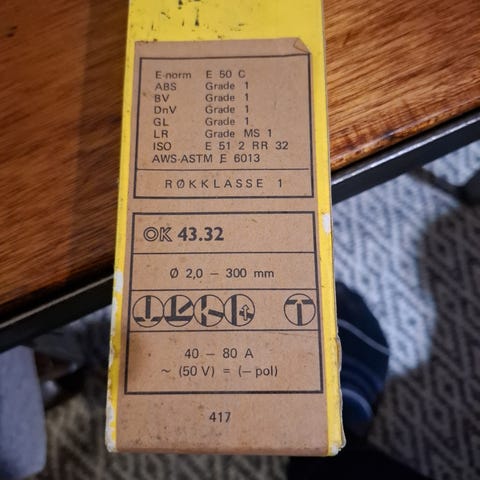 E-norm E 50 C
ABS Grade 1
BV Grade 1
DnV Grade 1
GL Grade 1
LR Grade MS 1
ISO E 51 2 RR 32
AWS-ASTM E 6013
RØKKLASSE 1
OK 43.32
Ø 2,0 – 300 mm
40 – 80 A
~ (50 V) = (– pol)
417